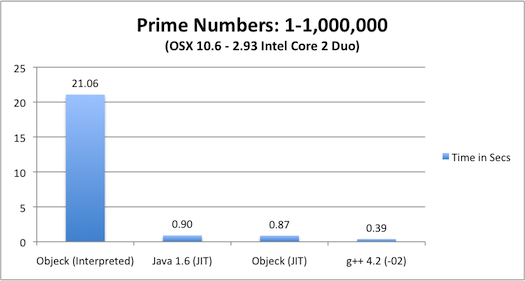 Prime Numbers: 1-1,000,000
(OSX 10.6 - 2.93 Intel Core 2 Duo)
25
20
15
10
5
0
21.06
0.90
0.87
0.39
Objeck (Interpreted)
Java 1.6 (JIT)
Objeck (JIT)
g++ 4.2 (-02)
Time in Secs